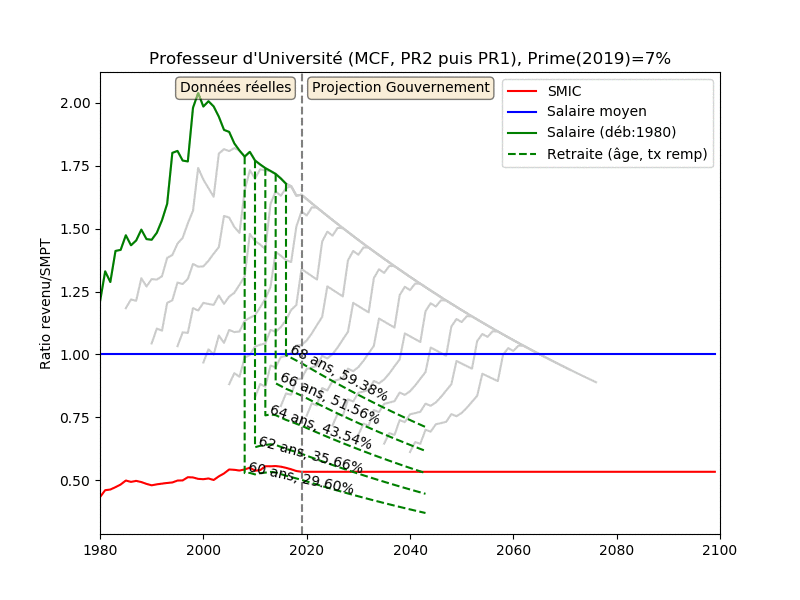 Professeur d'Université (MCF, PR2 puis PR1), Prime(2019)=7%
Données réelles
Projection Gouvernement
SMIC
Salaire moyen
Salaire (déb:1980)
Retraite (âge, tx remp)
Ratio revenu/SMPT
2.00
1.75
1.50
1.25
1.00
0.75
0.50
68 ans, 59.38%
66 ans, 51.56%
64 ans, 43.54%
62 ans, 35.66%
60 ans, 29.60%
1980
2000
2020
2040
2060
2080
2100